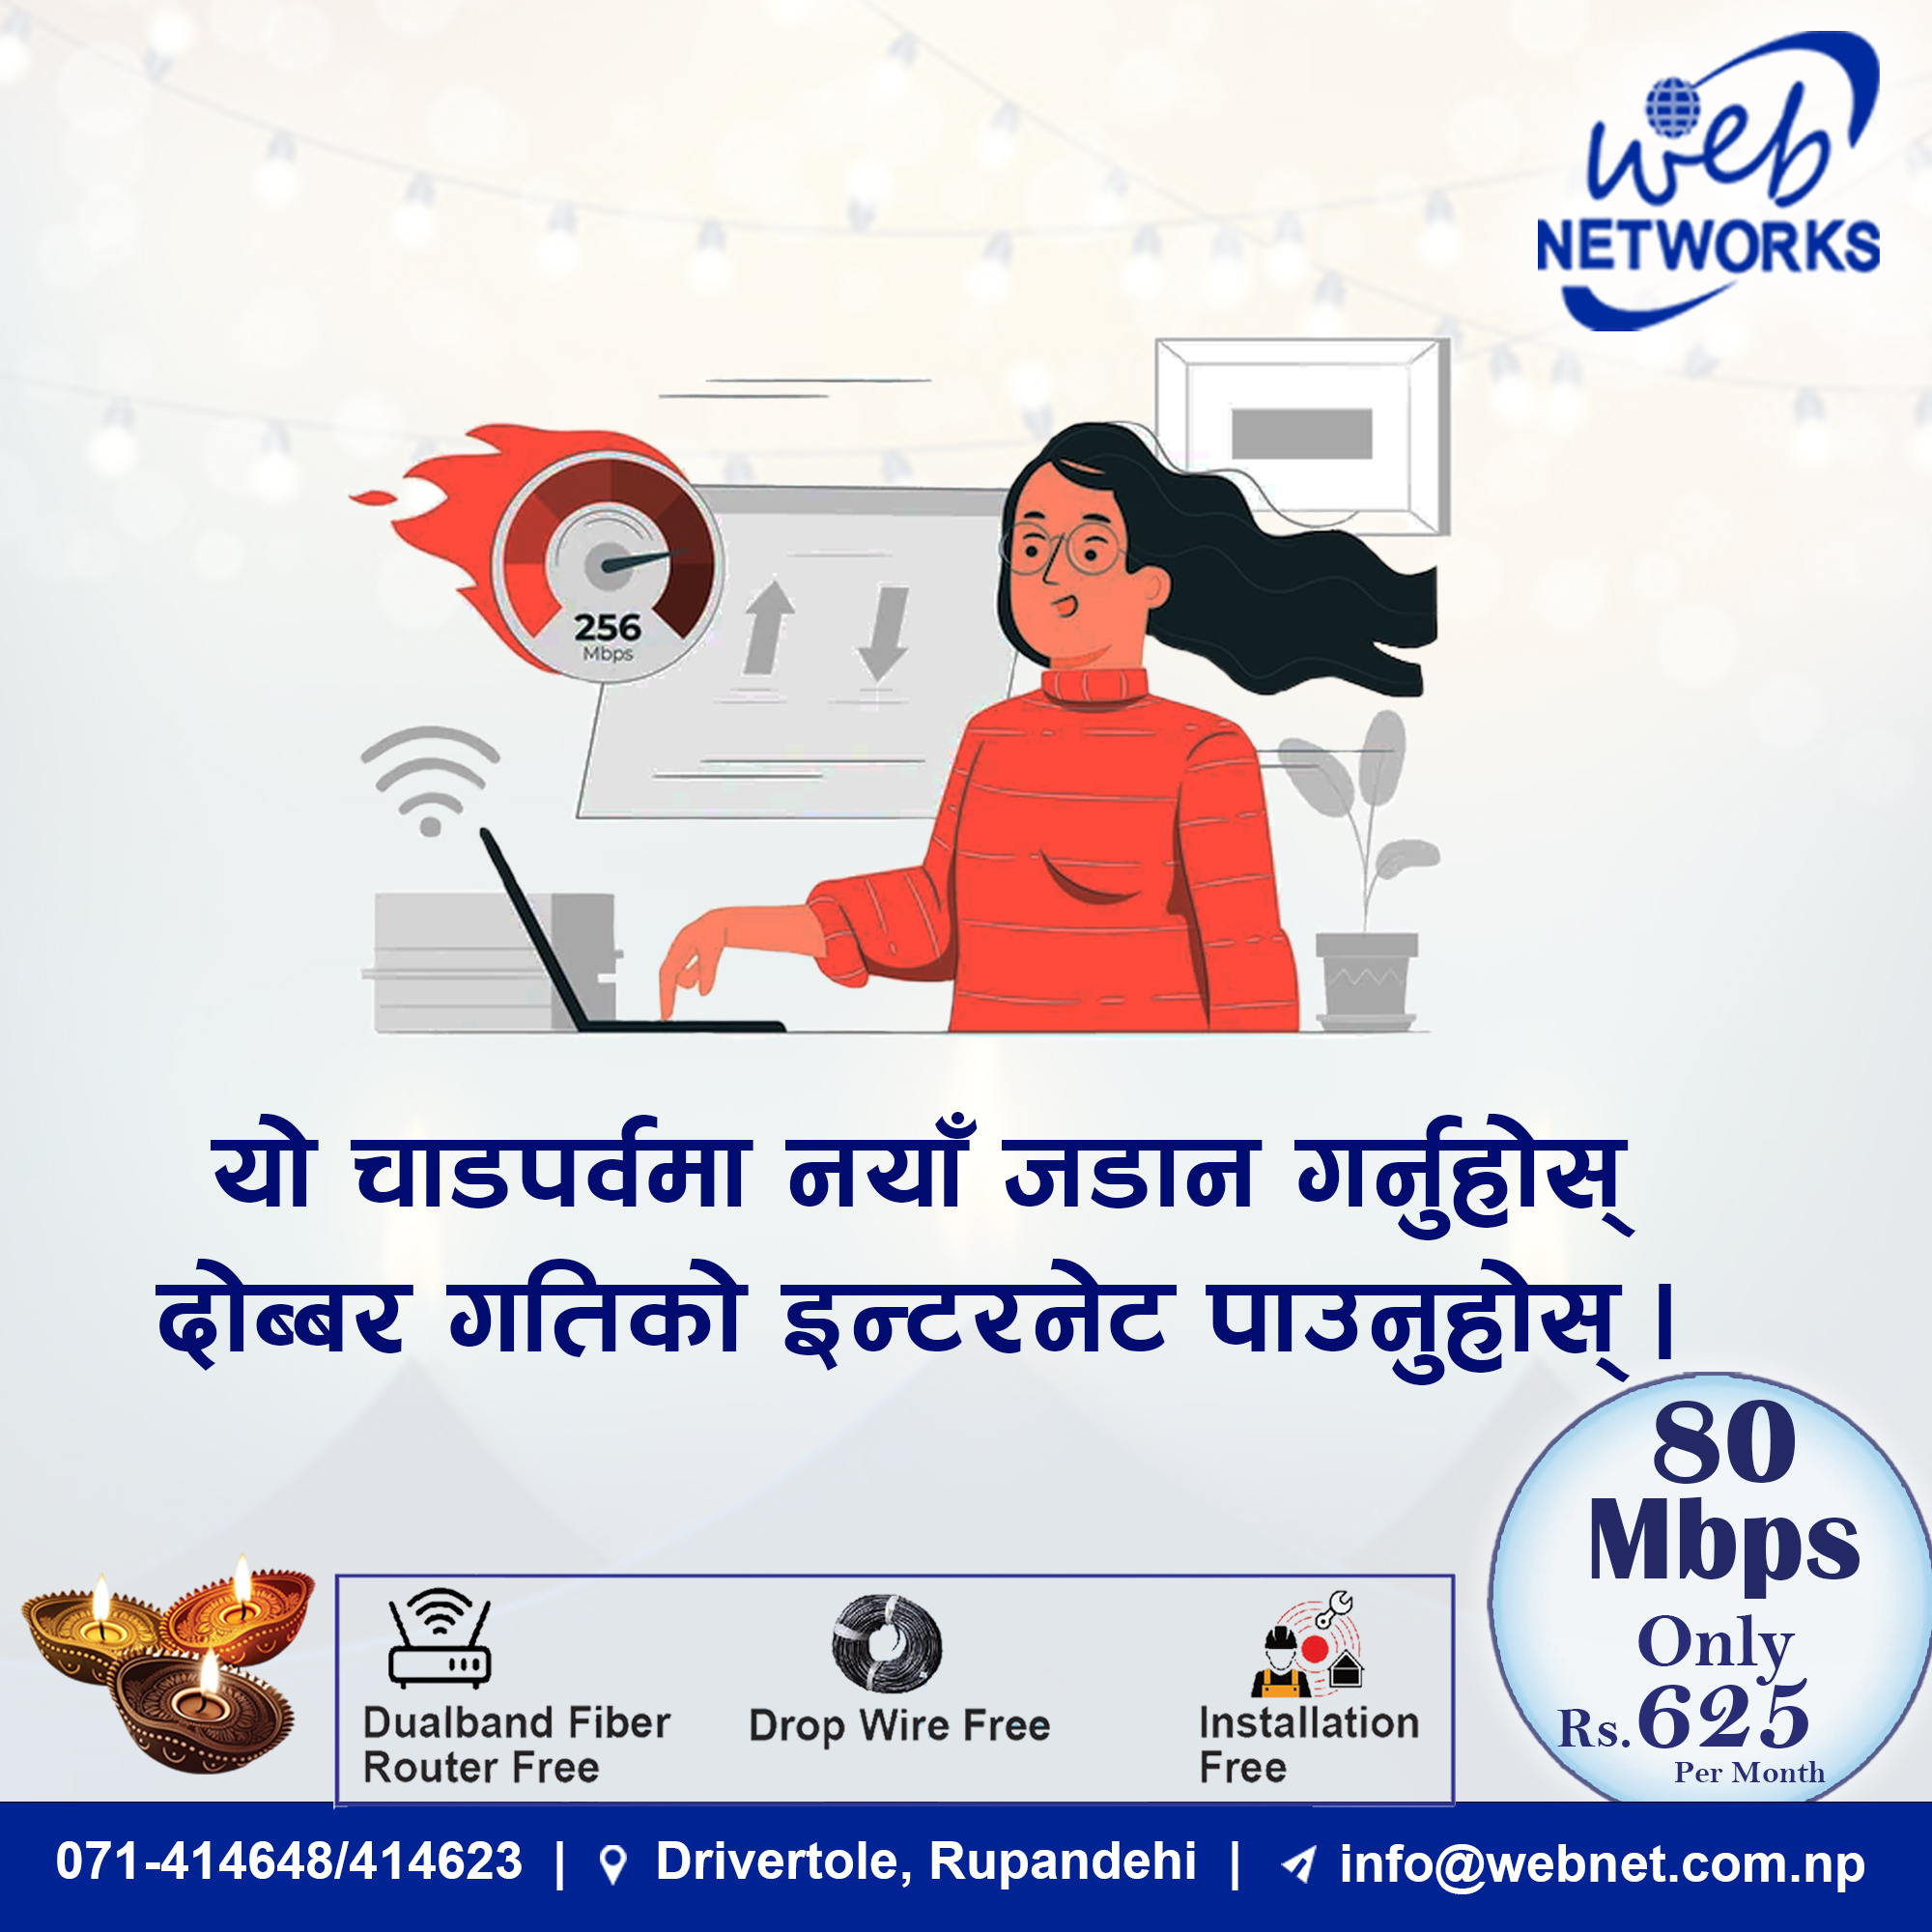 web
NETWORKS
256
Mbps
यो चाडपर्वमा नयाँ जडान गर्नुहोस्
दोब्बर गतिको इन्टरनेट पाउनुहोस् ।
80
Mbps
Only
Rs.625
Per Month
Dualband Fiber
Router Free
Drop Wire Free
Installation
Free
071-414648/414623 | Drivertole, Rupandehi | info@webnet.com.np